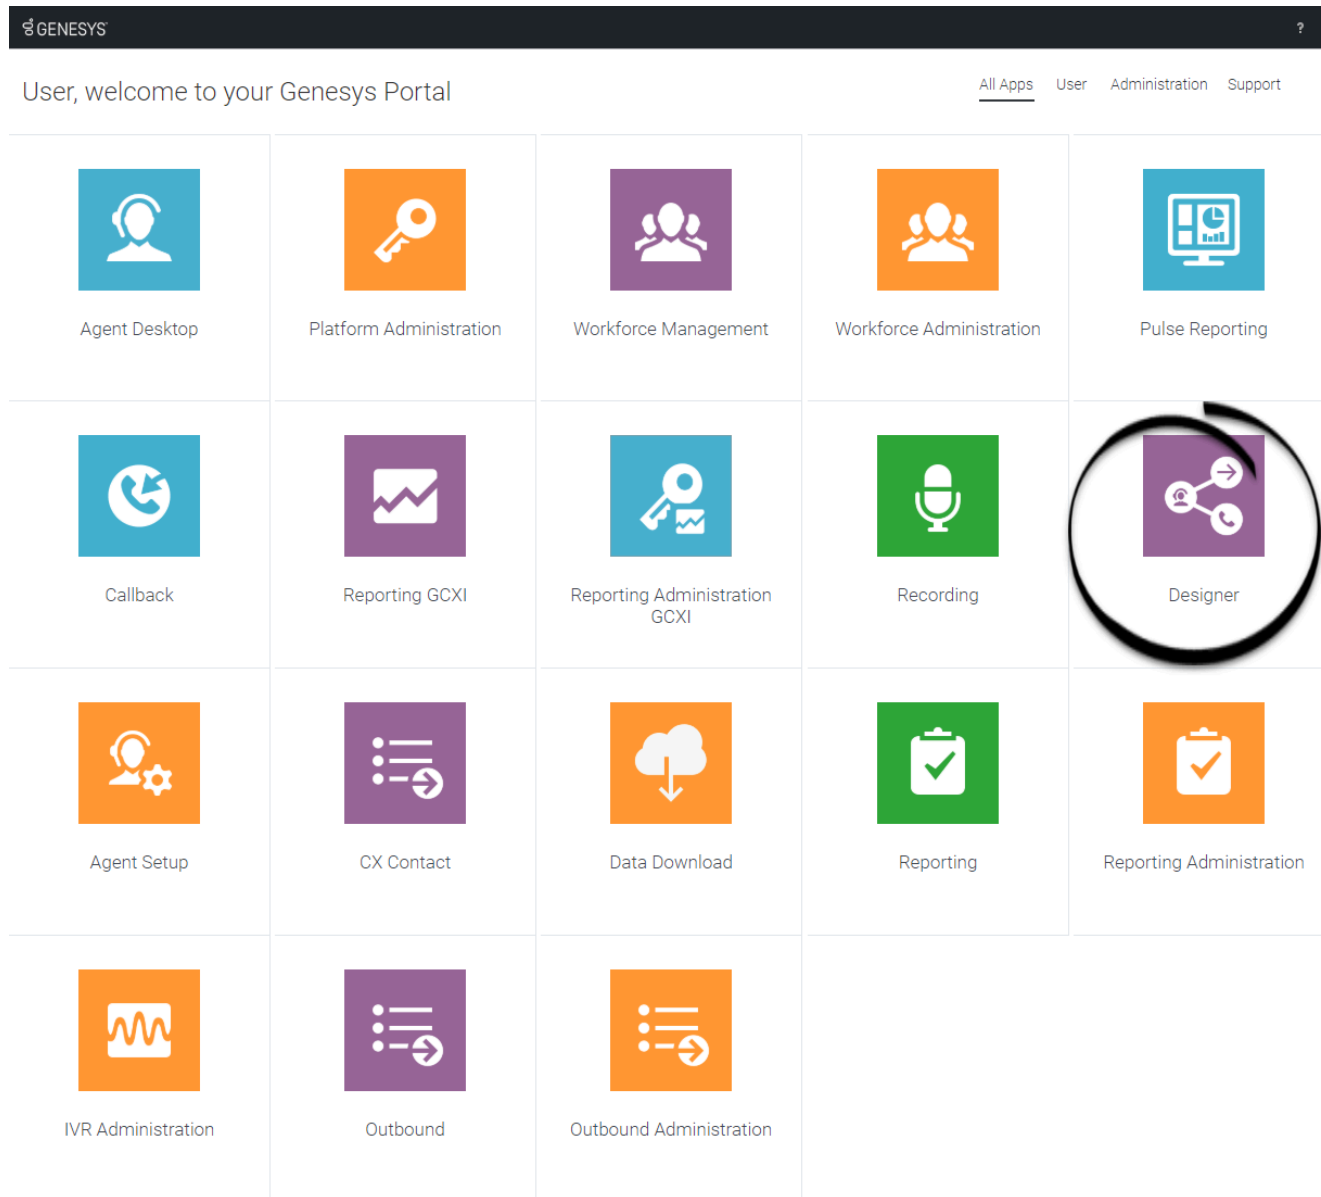 GENESYS
?
User, welcome to your Genesys Portal
All Apps User Administration Support
Agent Desktop
Platform Administration
Workforce Management
Workforce Administration
Pulse Reporting
Callback
Reporting GCXI
Reporting Administration
GCXI
Recording
Designer
Agent Setup
CX Contact
Data Download
Reporting
Reporting Administration
IVR Administration
Outbound
Outbound Administration